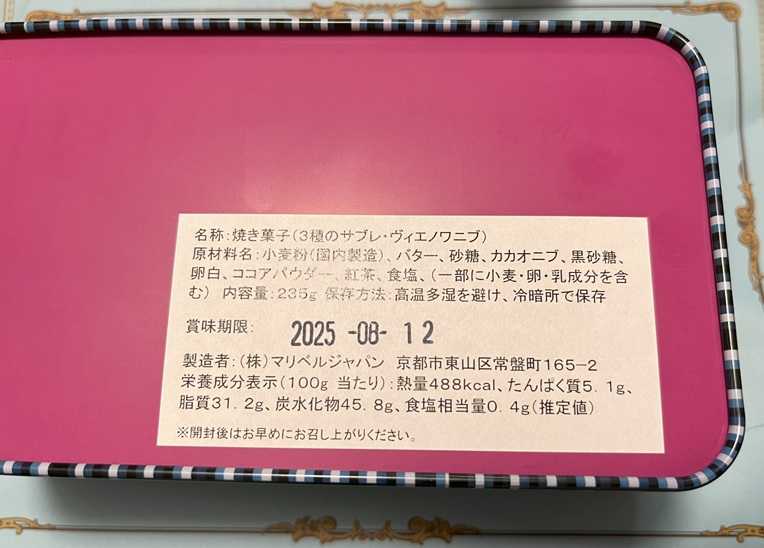 名称:焼き菓子(3種のサブレ・ヴィエノワニブ)
原材料名:小麦粉(国内製造)、バター、砂糖、カカオニブ、黒砂糖、
卵白、ココアパウダー、紅茶、食塩、(一部に小麦・卵・乳成分を含
む) 内容量:235g 保存方法:高温多湿を避け、冷暗所で保存
賞味期限: 2025 -08- 12
製造者:(株)マリベルジャパン 京都市東山区常盤町165-2
栄養成分表示(100g 当たり):熱量488kcal、たんぱく質5.1g、
脂質31.2g、炭水化物45.8g、食塩相当量0.4g(推定値)
※開封後はお早めにお召し上がりください。